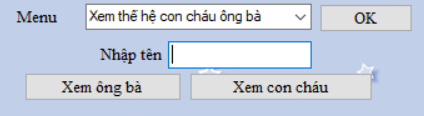 Menu Xem thế hệ con cháu ông bà OK
Nhập tên
Xem ông bà Xem con cháu